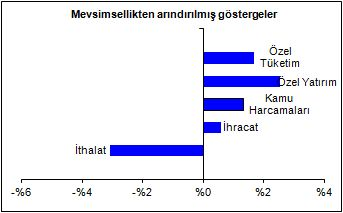 Mevsimsellikten arındırılmış göstergeler
Özel
Tüketim
Özel Yatırım
Kamu
Harcamaları
İhracat
İthalat
-%6 -%4 -%2 %0 %2 %4